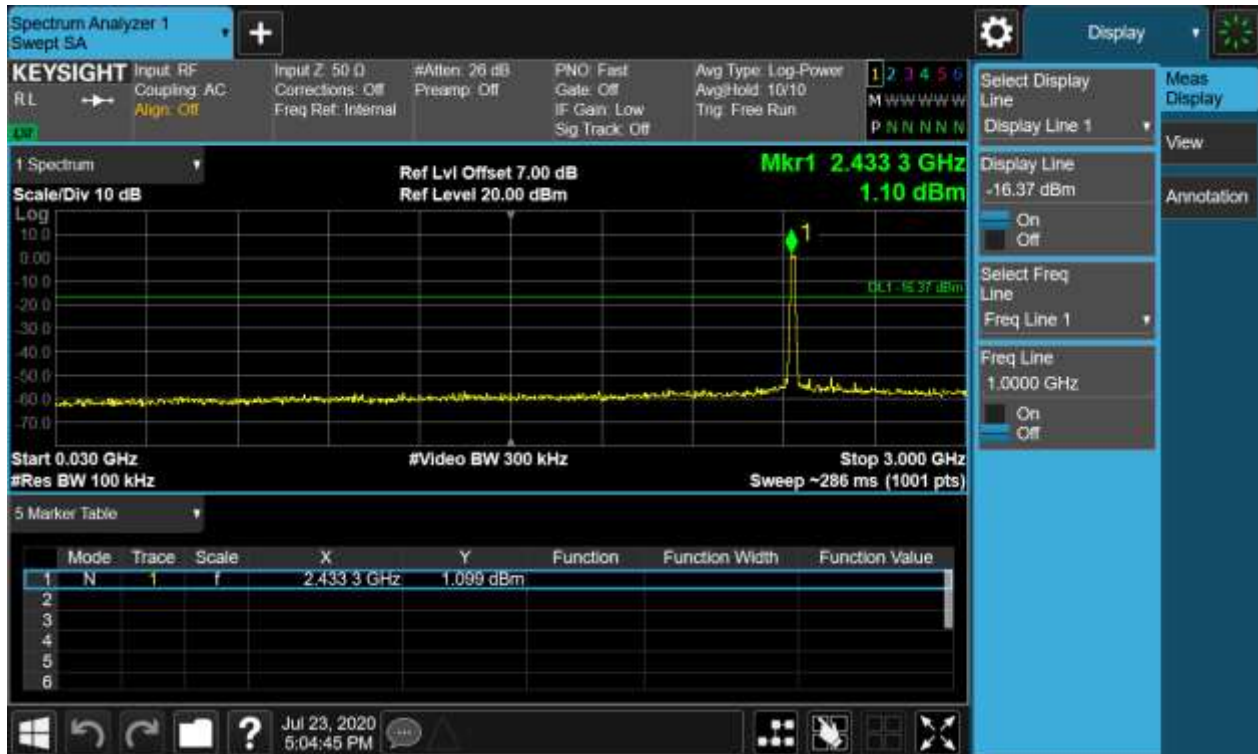 Spectrum Analyzer 1
Swept SA
Display
KEYSIGHT
RL
Input: RF
Coupling: AC
Align: Off
Input Z: 50 Ω
Corrections: Off
Freq Ref: Internal
#Atten: 26 dB
Preamp: Off
PNO: Fast
Gate: Off
IF Gain: Low
Sig Track: Off
Avg Type: Log-Power
Avg|Hold: 10/10
Trig: Free Run
1 2 3 4 5 6
M W W W W W
P N N N N N
1 Spectrum
Scale/Div 10 dB
Ref Lvl Offset 7.00 dB
Ref Level 20.00 dBm
Mkr1 2.433 3 GHz
1.10 dBm
Log
10.0
0.00
-10.0
-20.0
-30.0
-40.0
-50.0
-60.0
-70.0
1
DL1 -16.37 dBm
Start 0.030 GHz
#Res BW 100 kHz
#Video BW 300 kHz
Stop 3.000 GHz
Sweep ~286 ms (1001 pts)
5 Marker Table
Mode Trace Scale X Y Function Function Width Function Value
1 N 1 f 2.433 3 GHz 1.099 dBm
2
3
4
5
6
Select Display
Line
Display Line 1
Display Line
-16.37 dBm
On
Off
Select Freq
Line
Freq Line 1
Freq Line
1.0000 GHz
On
Off
Meas
Display
View
Annotation
?
Jul 23, 2020
5:04:45 PM